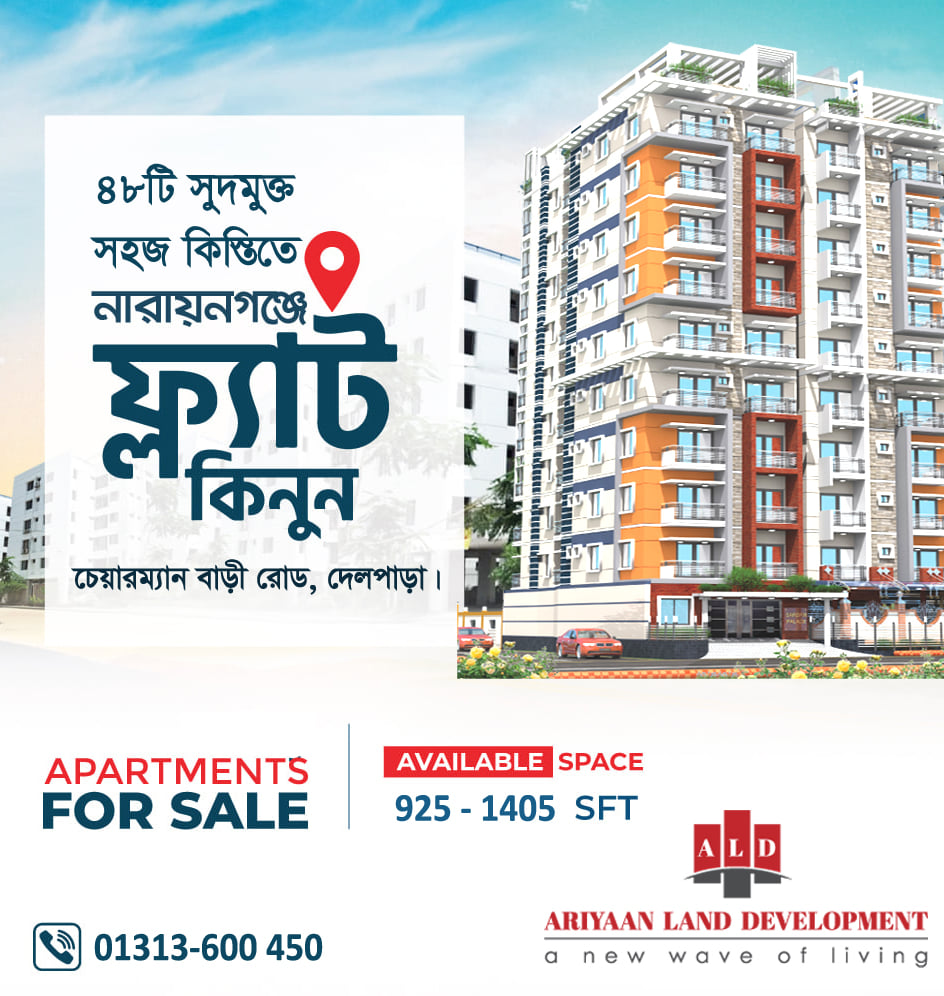 ৪৮টি সুদমুক্ত
সহজ কিস্তিতে
নারায়নগঞ্জে
ফ্ল্যাট
কিনুন
চেয়ারম্যান বাড়ী রোড, দেলপাড়া।
APARTMENTS
FOR SALE
AVAILABLE SPACE
925 - 1405 SFT
01313-600 450
ALD
ARIYAAN LAND DEVELOPMENT
a new wave of living